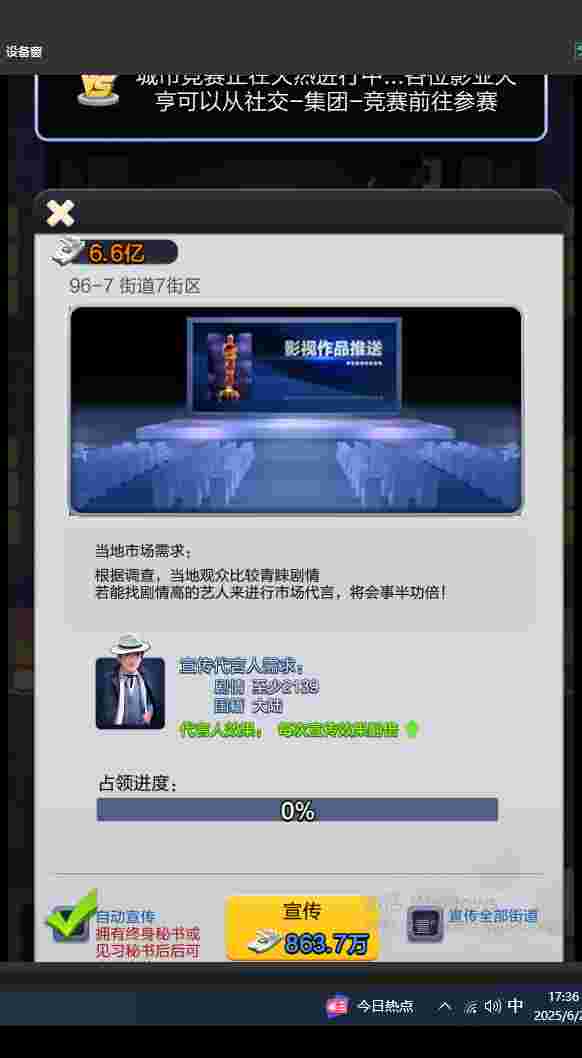 设备窗
城市竞赛正在火热进行中...各位影业大
亨可以从社交-集团-竞赛前往参赛
VS
6.6亿
96-7 街道7街区
影视作品推送
当地市场需求:
根据调查，当地观众比较青睐剧情
若能找剧情高的艺人来进行市场代言，将会事半功倍!
宣传代言人需求:
剧情 至少2139
国籍 大陆
代言人效果: 每次宣传效果翻倍
占领进度:
0%
自动宣传
拥有终身秘书或
见习秘书后后可
宣传
863.7万
宣传全部街道
Windows
今日热点
中
17:36
2025/6/2